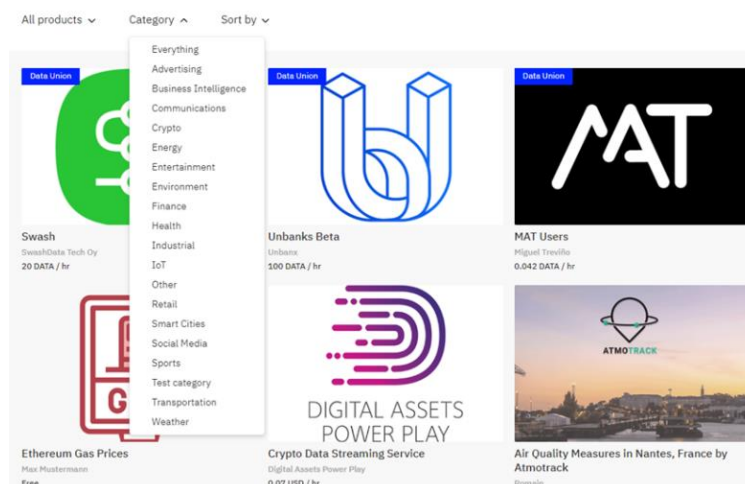 All products
Category
Sort by
Everything
Advertising
Business Intelligence
Communications
Crypto
Energy
Entertainment
Environment
Finance
Health
Industrial
IoT
Other
Retail
Smart Cities
Social Media
Sports
Test category
Transportation
Weather
Data Union
Data Union
Data Union
MAT
Swash
SwashData Tech Oy
20 DATA / hr
Unbanks Beta
Unbanx
100 DATA / hr
MAT Users
Miguel Treviño
0.042 DATA / hr
G
DIGITAL ASSETS
POWER PLAY
ATMOTRACK
Ethereum Gas Prices
Max Mustermann
Free
Crypto Data Streaming Service
Digital Assets Power Play
0.07 USD / hr
Air Quality Measures in Nantes, France by
Atmotrack